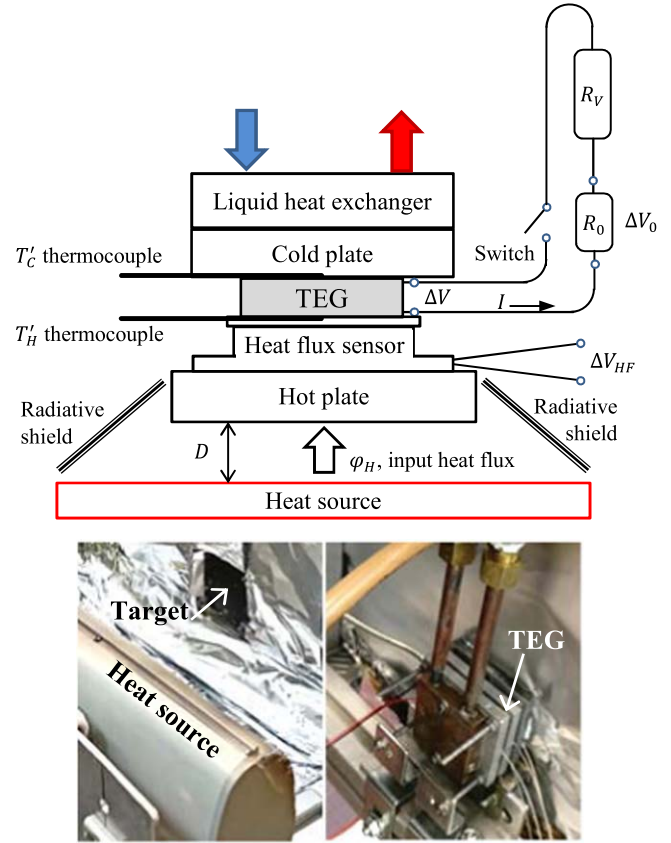 R_V
Liquid heat exchanger
R_0
ΔV_0
Cold plate
Switch
T'_C thermocouple
TEG
ΔV
I
T'_H thermocouple
Heat flux sensor
ΔV_HF
Hot plate
Radiative
shield
Radiative
shield
D
φ_H, input heat flux
Heat source
Target
Heat source
TEG